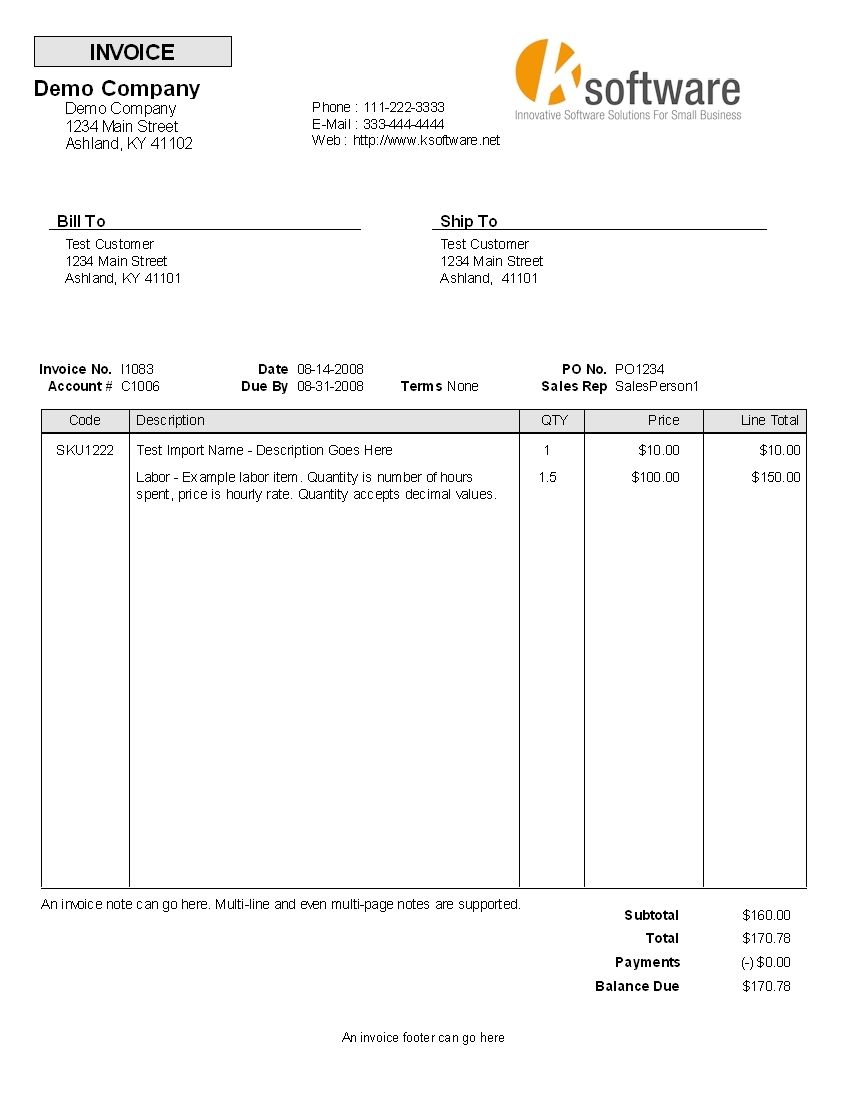 INVOICE
Demo Company
Demo Company
1234 Main Street
Ashland, KY 41102
Phone : 111-222-3333
E-Mail : 333-444-4444
Web : http://www.ksoftware.net
Ksoftware
Innovative Software Solutions For Small Business
Bill To
Test Customer
1234 Main Street
Ashland, KY 41101
Ship To
Test Customer
1234 Main Street
Ashland, 41101
Invoice No. I1083 Date 08-14-2008 PO No. PO1234
Account # C1006 Due By 08-31-2008 Terms None Sales Rep SalesPerson1
Code Description QTY Price Line Total
SKU1222 Test Import Name - Description Goes Here 1 $10.00 $10.00
Labor - Example labor item. Quantity is number of hours 1.5 $100.00 $150.00
spent, price is hourly rate. Quantity accepts decimal values.
An invoice note can go here. Multi-line and even multi-page notes are supported.
Subtotal $160.00
Total $170.78
Payments (-) $0.00
Balance Due $170.78
An invoice footer can go here